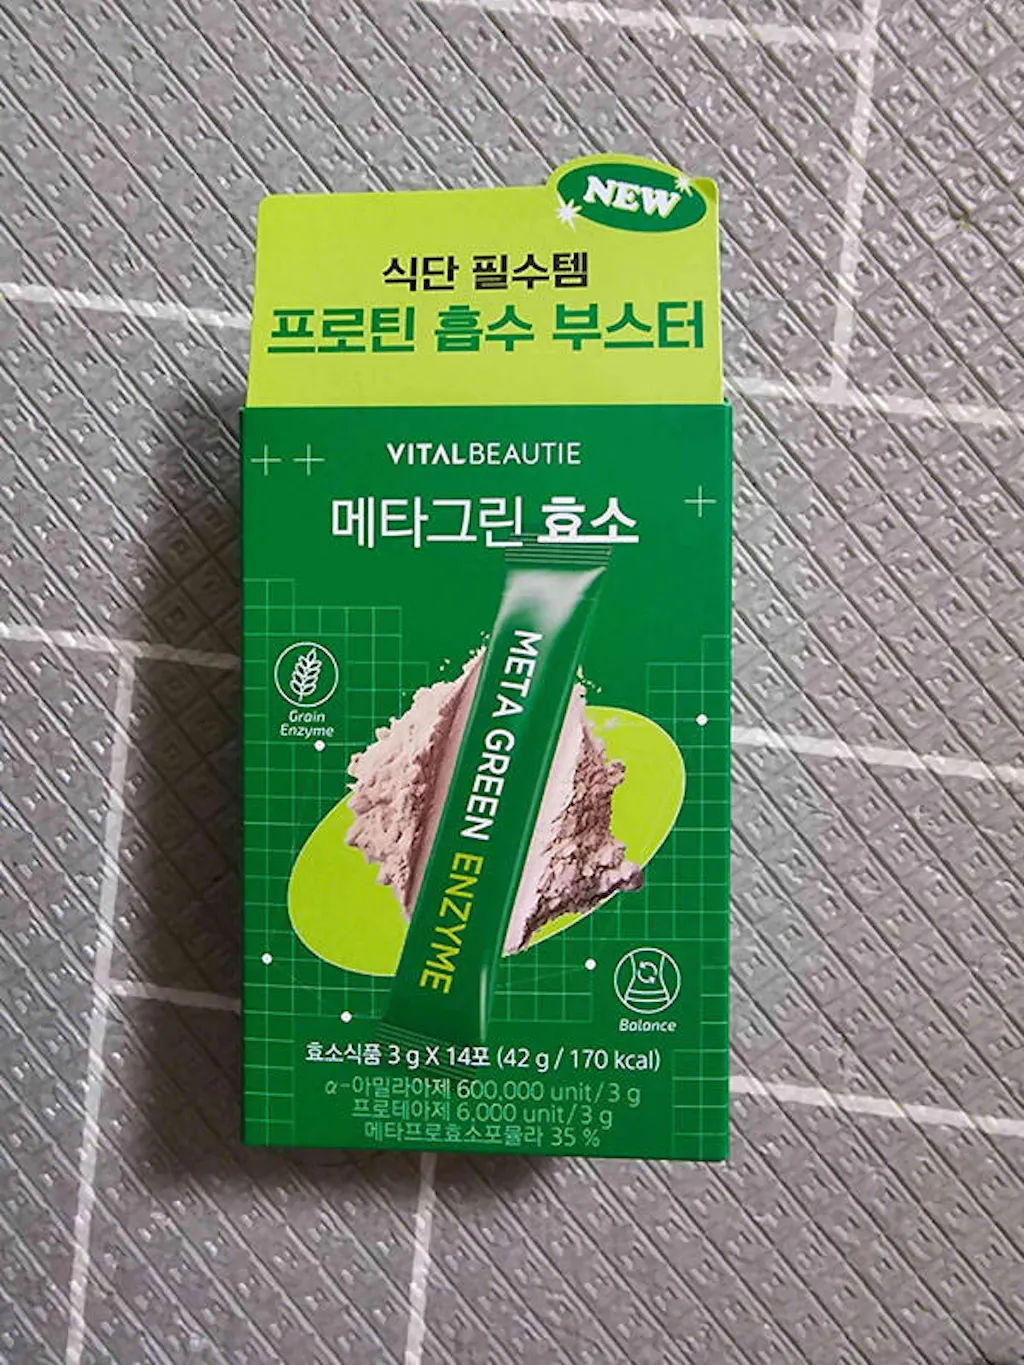 NEW
식단 필수템
프로틴 흡수 부스터
VITALBEAUTIE
메타그린 효소
META GREEN ENZYME
Grain
Enzyme
Balance
효소식품 3 g X 14포 (42 g / 170 kcal)
α-아밀라아제 600,000 unit / 3 g
프로테아제 6,000 unit / 3 g
메타프로효소포뮬라 35 %